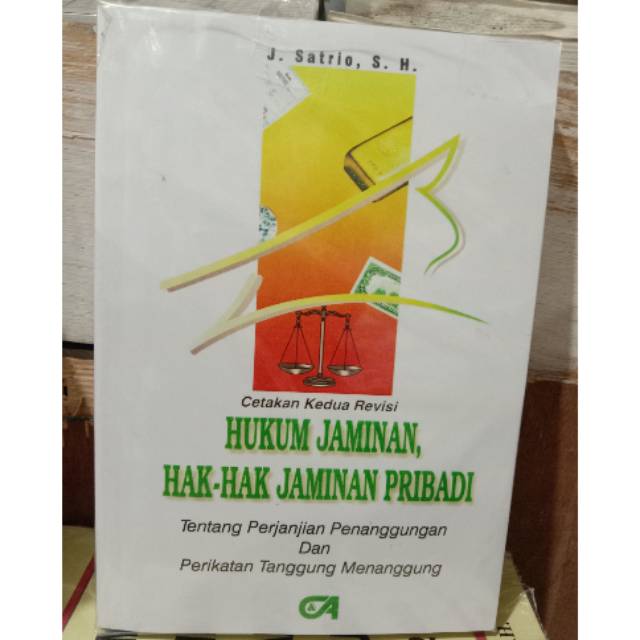 J. Satrio, S. H.
Cetakan Kedua Revisi
HUKUM JAMINAN,
HAK-HAK JAMINAN PRIBADI
Tentang Perjanjian Penanggungan
Dan
Perikatan Tanggung Menanggung
C&A